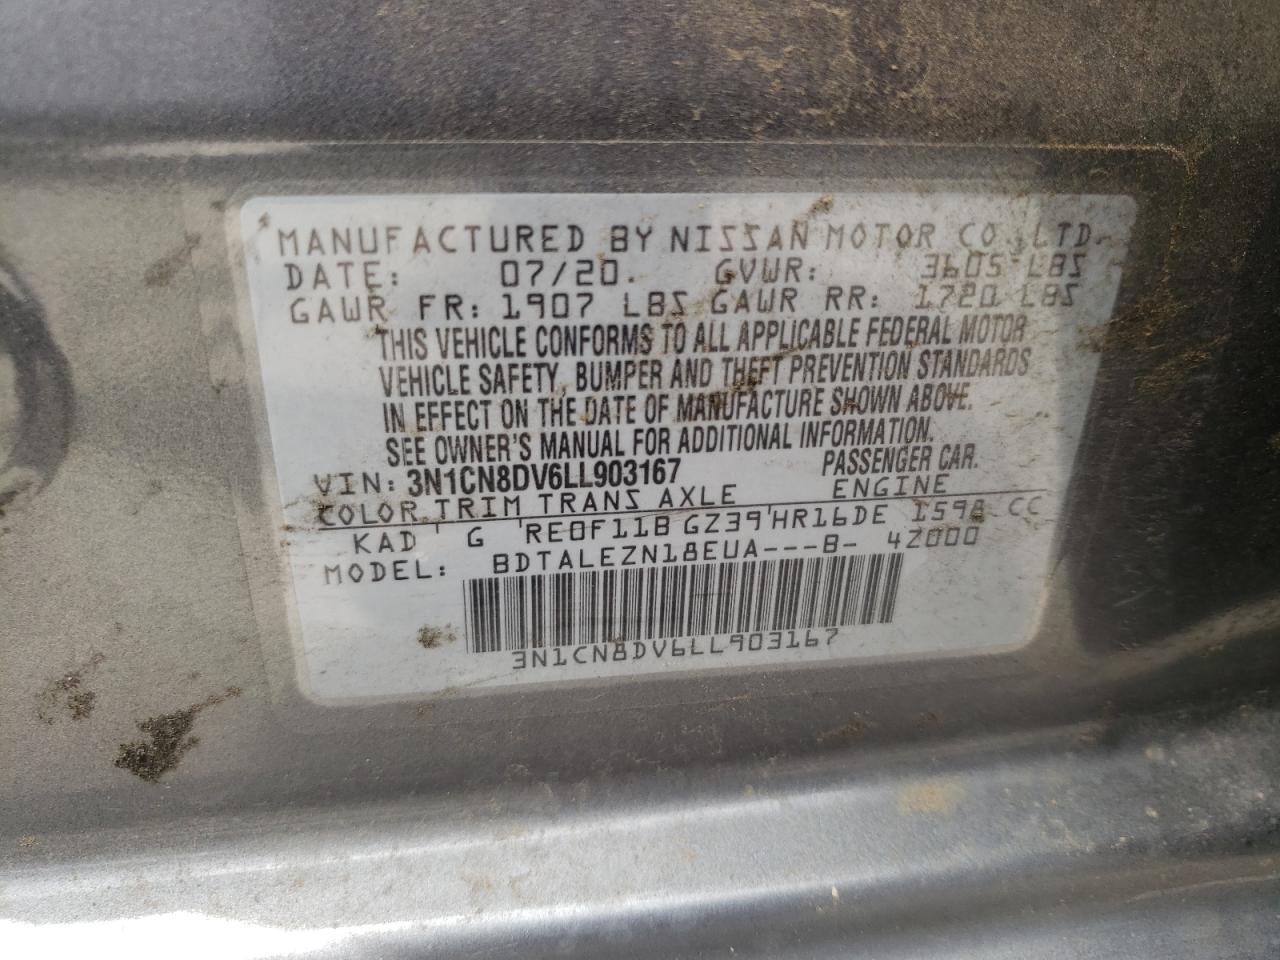 MANUFACTURED BY NISSAN MOTOR CO.,LTD.
DATE: 07/20. GVWR: 3605 LBS
GAWR FR: 1907 LBS GAWR RR: 1720 LBS
THIS VEHICLE CONFORMS TO ALL APPLICABLE FEDERAL MOTOR
VEHICLE SAFETY, BUMPER AND THEFT PREVENTION STANDARDS
IN EFFECT ON THE DATE OF MANUFACTURE SHOWN ABOVE.
SEE OWNER'S MANUAL FOR ADDITIONAL INFORMATION.
VIN: 3N1CN8DV6LL903167 PASSENGER CAR.
COLOR TRIM TRANS AXLE ENGINE
KAD G RE0F11B GZ39 HR16DE 1598 CC
MODEL: BDTALEZN18EUA---B- 4Z000
3N1CN8DV6LL903167